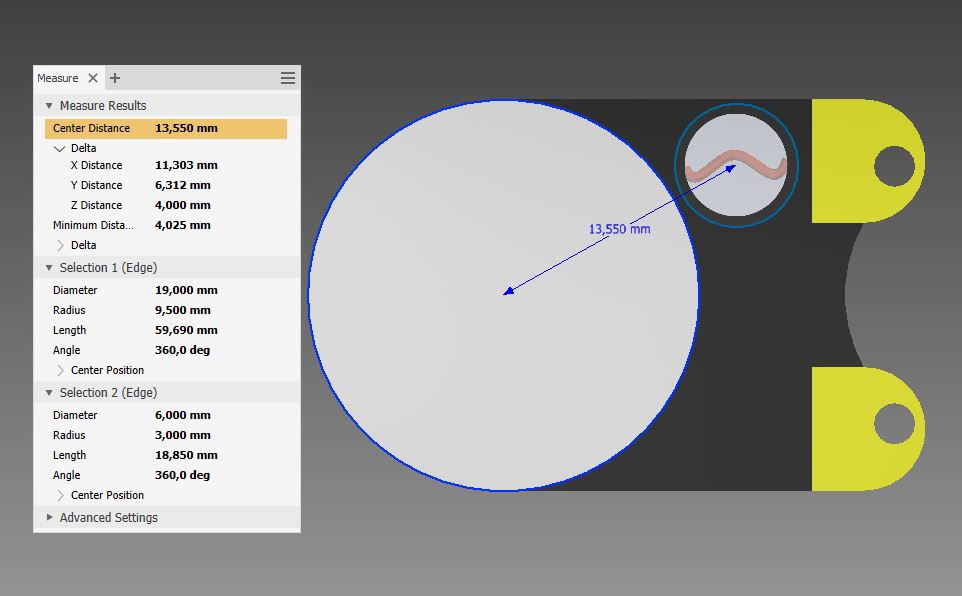 Measure
Measure Results
Center Distance 13,550 mm
Delta
X Distance 11,303 mm
Y Distance 6,312 mm
Z Distance 4,000 mm
Minimum Dista... 4,025 mm
Delta
Selection 1 (Edge)
Diameter 19,000 mm
Radius 9,500 mm
Length 59,690 mm
Angle 360,0 deg
Center Position
Selection 2 (Edge)
Diameter 6,000 mm
Radius 3,000 mm
Length 18,850 mm
Angle 360,0 deg
Center Position
Advanced Settings
13,550 mm